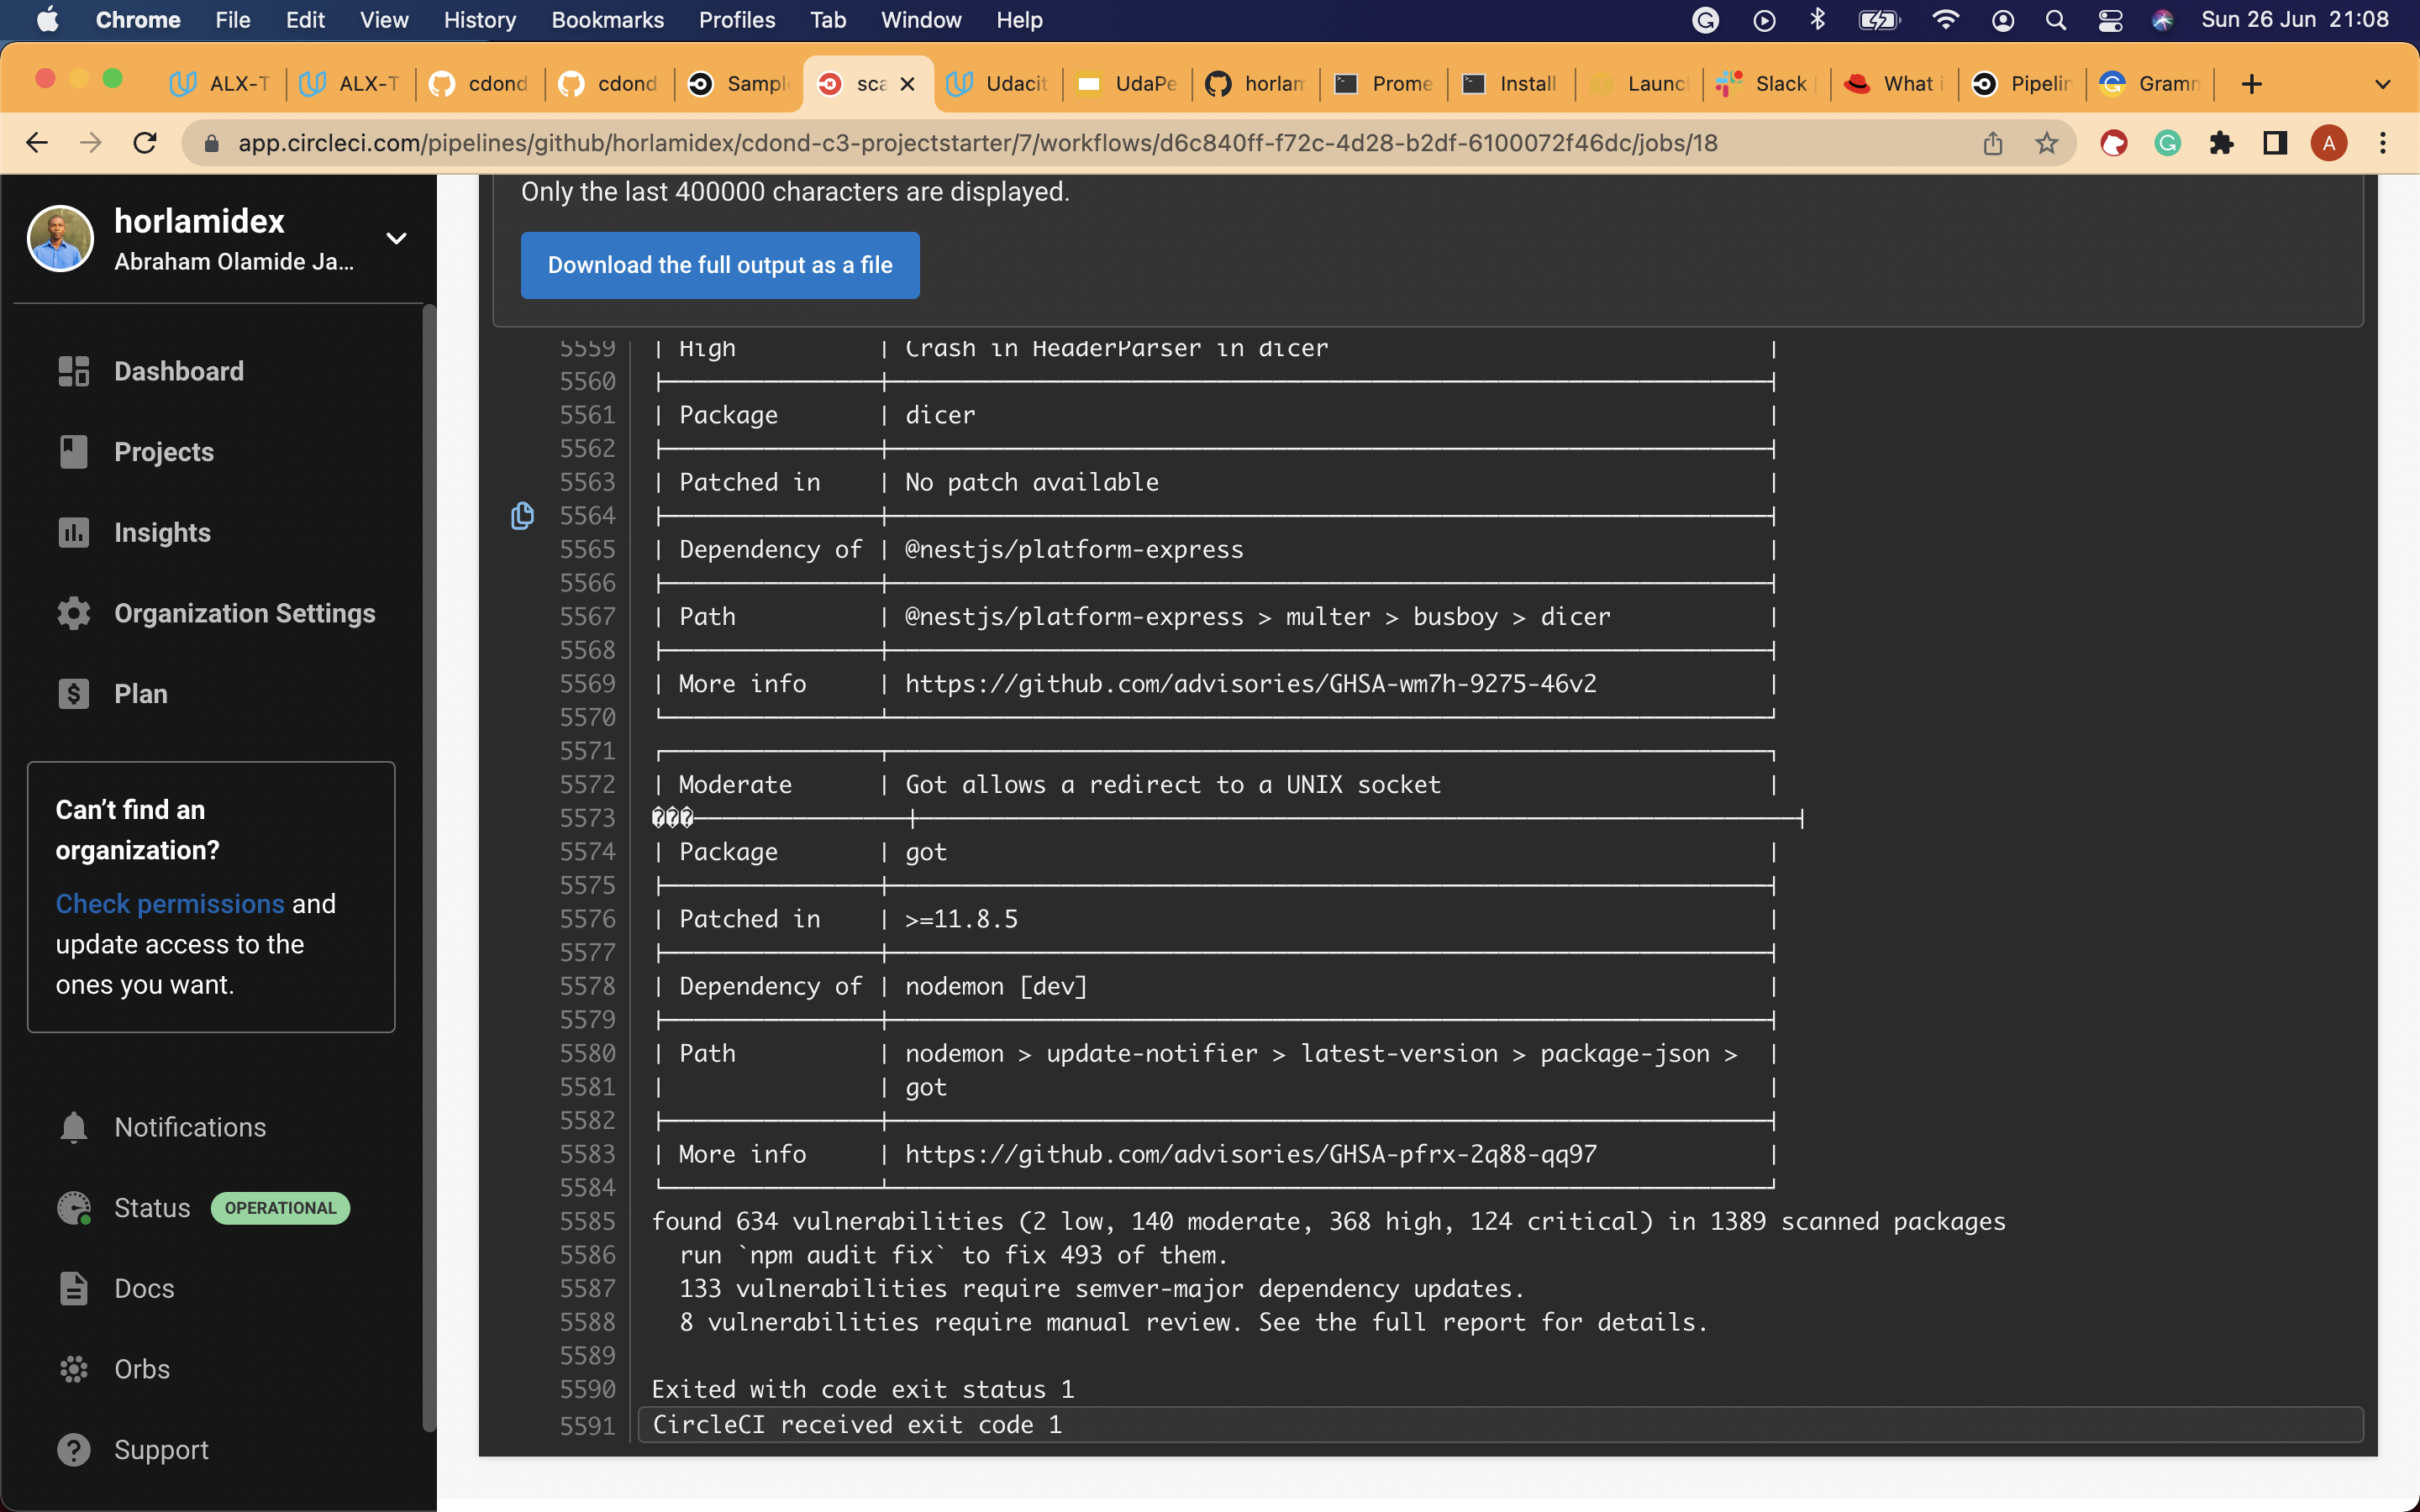 Chrome File Edit View History Bookmarks Profiles Tab Window Help Sun 26 Jun 21:08
ALX-T ALX-T cdond cdond- Sampl sca Udacit UdaPe horlam Prome Install Launc Slack What i Pipelin Gramm
app.circleci.com/pipelines/github/horlamidex/cdond-c3-projectstarter/7/workflows/d6c840ff-f72c-4d28-b2df-6100072f46dc/jobs/18 A
horlamidex
Abraham Olamide Ja...
Dashboard
Projects
Insights
Organization Settings
Plan
Can't find an
organization?
Check permissions and
update access to the
ones you want.
Notifications
Status OPERATIONAL
Docs
Orbs
Support
Only the last 400000 characters are displayed.
Download the full output as a file
5559 | High | Crash in HeaderParser in dicer |
5560
5561 | Package | dicer |
5562
5563 | Patched in | No patch available |
5564
5565 | Dependency of | @nestjs/platform-express |
5566
5567 | Path | @nestjs/platform-express > multer > busboy > dicer |
5568
5569 | More info | https://github.com/advisories/GHSA-wm7h-9275-46v2 |
5570
5571
5572 | Moderate | Got allows a redirect to a UNIX socket |
5573 ���
5574 | Package | got |
5575
5576 | Patched in | >=11.8.5 |
5577
5578 | Dependency of | nodemon [dev] |
5579
5580 | Path | nodemon > update-notifier > latest-version > package-json > |
5581 | | got |
5582
5583 | More info | https://github.com/advisories/GHSA-pfrx-2q88-qq97 |
5584
5585 found 634 vulnerabilities (2 low, 140 moderate, 368 high, 124 critical) in 1389 scanned packages
5586 run `npm audit fix` to fix 493 of them.
5587 133 vulnerabilities require semver-major dependency updates.
5588 8 vulnerabilities require manual review. See the full report for details.
5589
5590 Exited with code exit status 1
5591 CircleCI received exit code 1